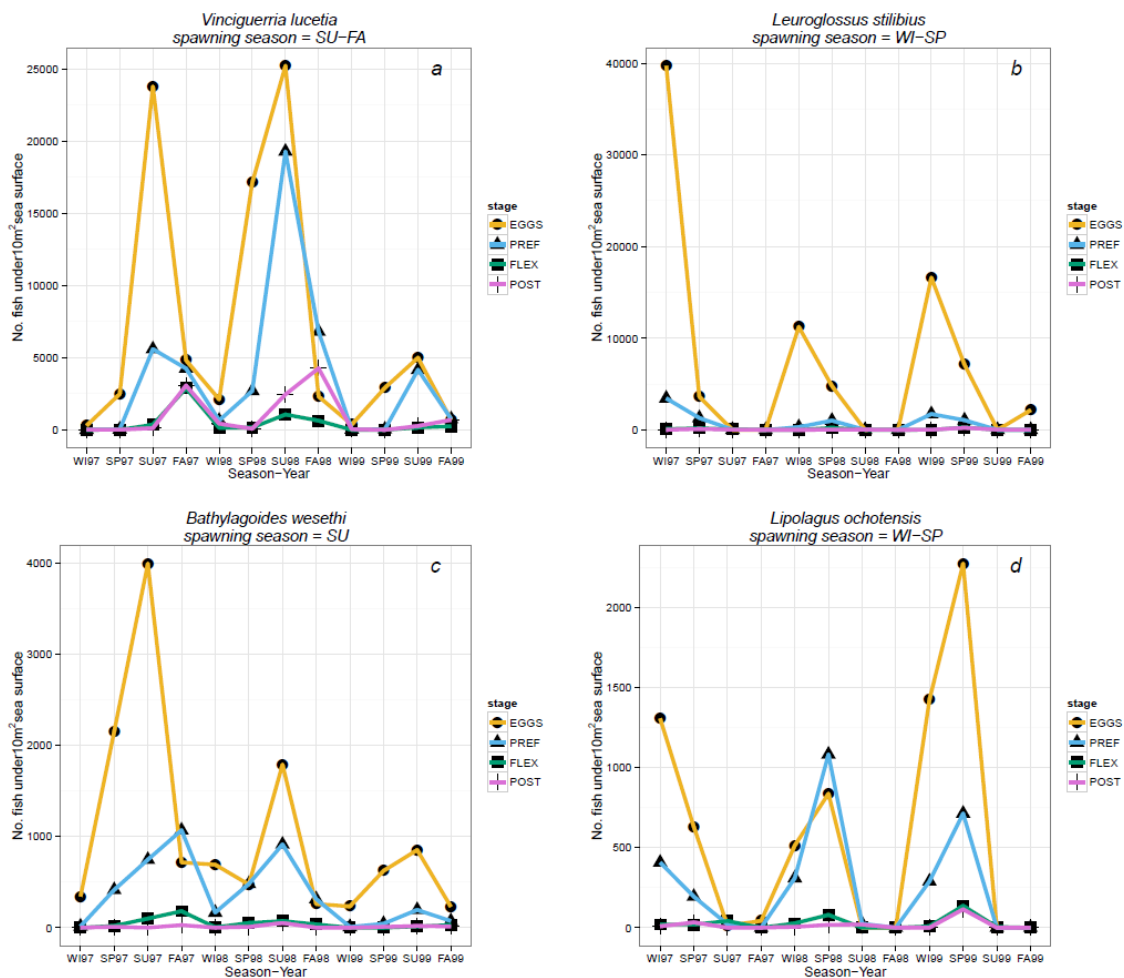 Vinciguerria lucetia
spawning season = SU−FA
a
25000
20000
15000
10000
5000
0
No. fish under10m²sea surface
WI97 SP97 SU97 FA97 WI98 SP98 SU98 FA98 WI99 SP99 SU99 FA99
Season−Year
stage
EGGS
PREF
FLEX
POST
Leuroglossus stilibius
spawning season = WI−SP
b
40000
30000
20000
10000
0
No. fish under10m²sea surface
WI97 SP97 SU97 FA97 WI98 SP98 SU98 FA98 WI99 SP99 SU99 FA99
Season−Year
stage
EGGS
PREF
FLEX
POST
Bathylagoides wesethi
spawning season = SU
c
4000
3000
2000
1000
0
No. fish under10m²sea surface
WI97 SP97 SU97 FA97 WI98 SP98 SU98 FA98 WI99 SP99 SU99 FA99
Season−Year
stage
EGGS
PREF
FLEX
POST
Lipolagus ochotensis
spawning season = WI−SP
d
2000
1500
1000
500
0
No. fish under10m²sea surface
WI97 SP97 SU97 FA97 WI98 SP98 SU98 FA98 WI99 SP99 SU99 FA99
Season−Year
stage
EGGS
PREF
FLEX
POST